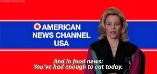 AMERICAN
NEWS CHANNEL
USA
And in food news:
You've had enough to eat today.